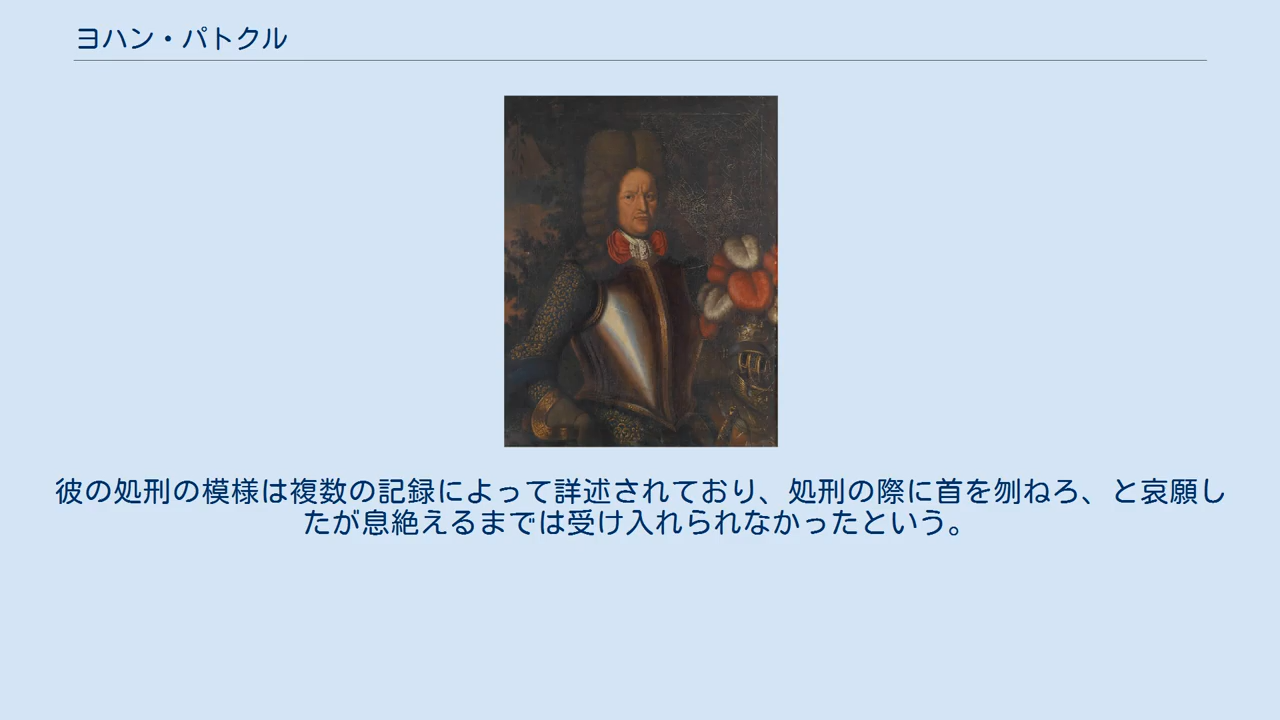 ヨハン・パトクル
彼の処刑の模様は複数の記録によって詳述されており、処刑の際に首を刎ねろ、と哀願し
たが息絶えるまでは受け入れられなかったという。